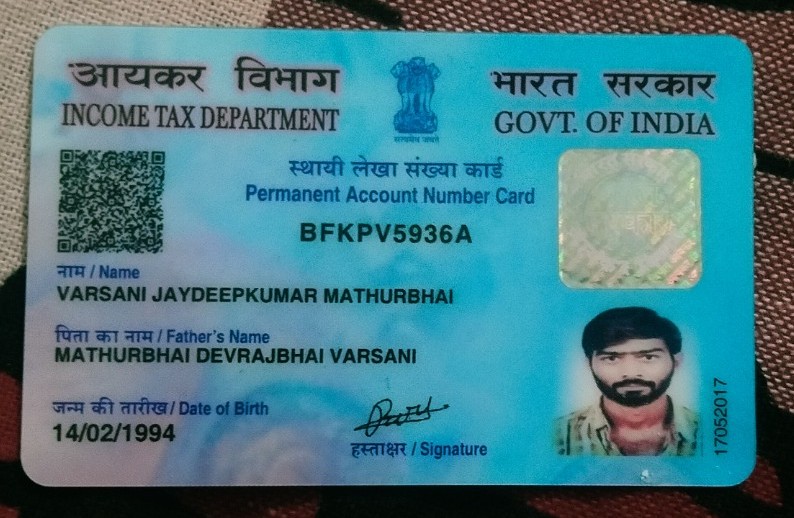 आयकर विभाग
INCOME TAX DEPARTMENT
सत्यमेव जयते
भारत सरकार
GOVT. OF INDIA
स्थायी लेखा संख्या कार्ड
Permanent Account Number Card
BFKPV5936A
नाम / Name
VARSANI JAYDEEPKUMAR MATHURBHAI
पिता का नाम / Father's Name
MATHURBHAI DEVRAJBHAI VARSANI
जन्म की तारीख / Date of Birth
14/02/1994
हस्ताक्षर / Signature
17052017